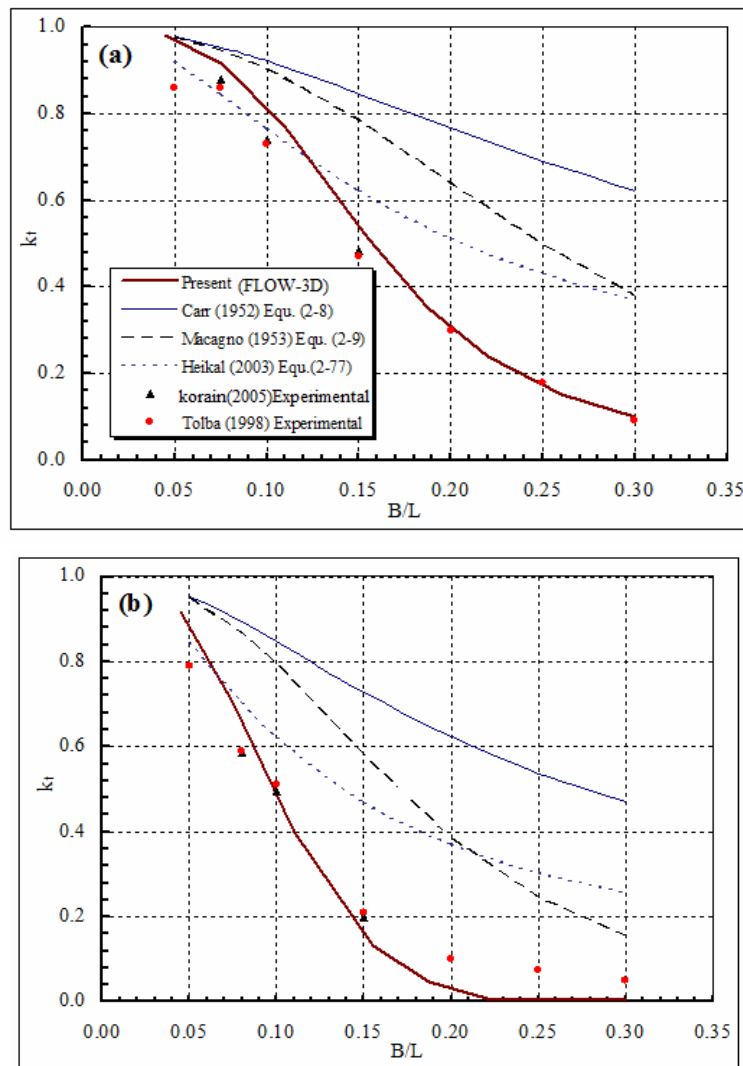 (a)
1.0
0.8
0.6
0.4
0.2
0.0
kt
Present (FLOW-3D)
Carr (1952) Equ. (2-8)
Macagno (1953) Equ. (2-9)
Heikal (2003) Equ.(2-77)
korain(2005)Experimental
Tolba (1998) Experimental
0.00 0.05 0.10 0.15 0.20 0.25 0.30 0.35
B/L
(b)
1.0
0.8
0.6
0.4
0.2
0.0
kt
0.00 0.05 0.10 0.15 0.20 0.25 0.30 0.35
B/L